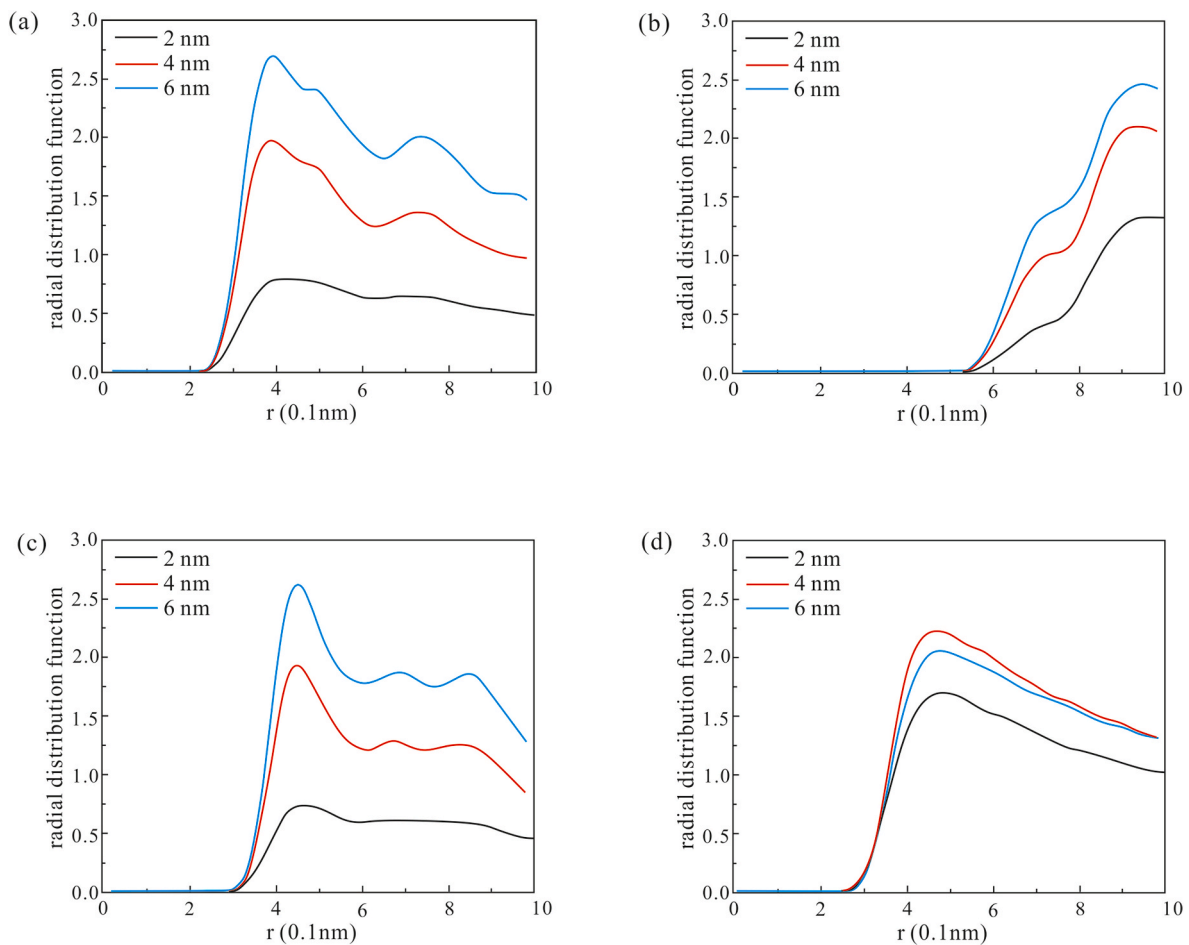 (a)
3.0
2.5
2.0
1.5
1.0
0.5
0.0
radial distribution function
2 nm
4 nm
6 nm
0 2 4 6 8 10
r (0.1nm)
(b)
3.0
2.5
2.0
1.5
1.0
0.5
0.0
radial distribution function
2 nm
4 nm
6 nm
0 2 4 6 8 10
r (0.1nm)
(c)
3.0
2.5
2.0
1.5
1.0
0.5
0.0
radial distribution function
2 nm
4 nm
6 nm
0 2 4 6 8 10
r (0.1nm)
(d)
3.0
2.5
2.0
1.5
1.0
0.5
0.0
radial distribution function
2 nm
4 nm
6 nm
0 2 4 6 8 10
r (0.1nm)